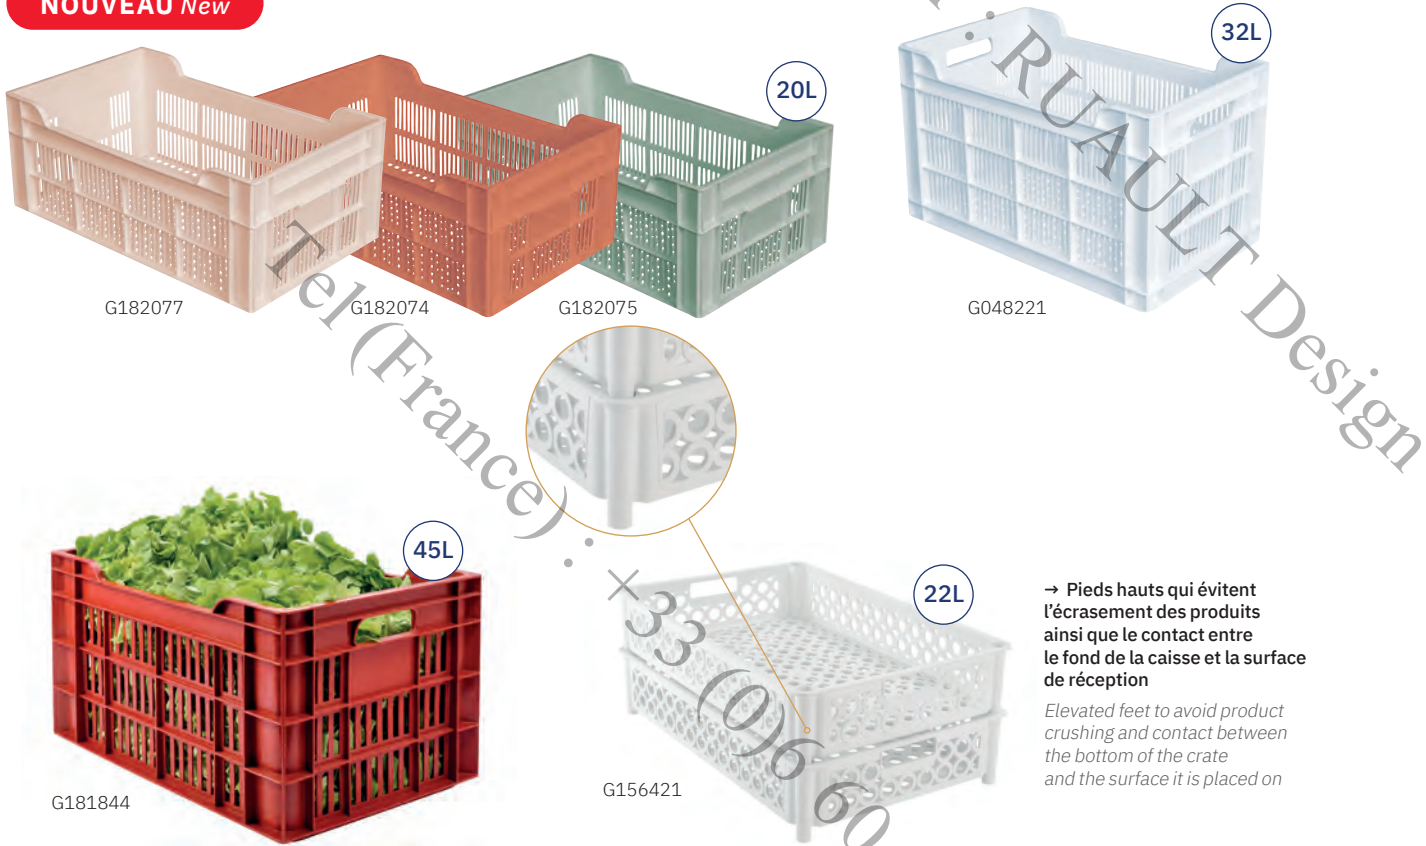 NOUVEAU New
20L
32L
G182077
G182074
G182075
G048221
45L
22L
G181844
G156421
→ Pieds hauts qui évitent
l’écrasement des produits
ainsi que le contact entre
le fond de la caisse et la surface
de réception
Elevated feet to avoid product
crushing and contact between
the bottom of the crate
and the surface it is placed on
: RUAULT Design
Tel (France) : +33 (0)6 60